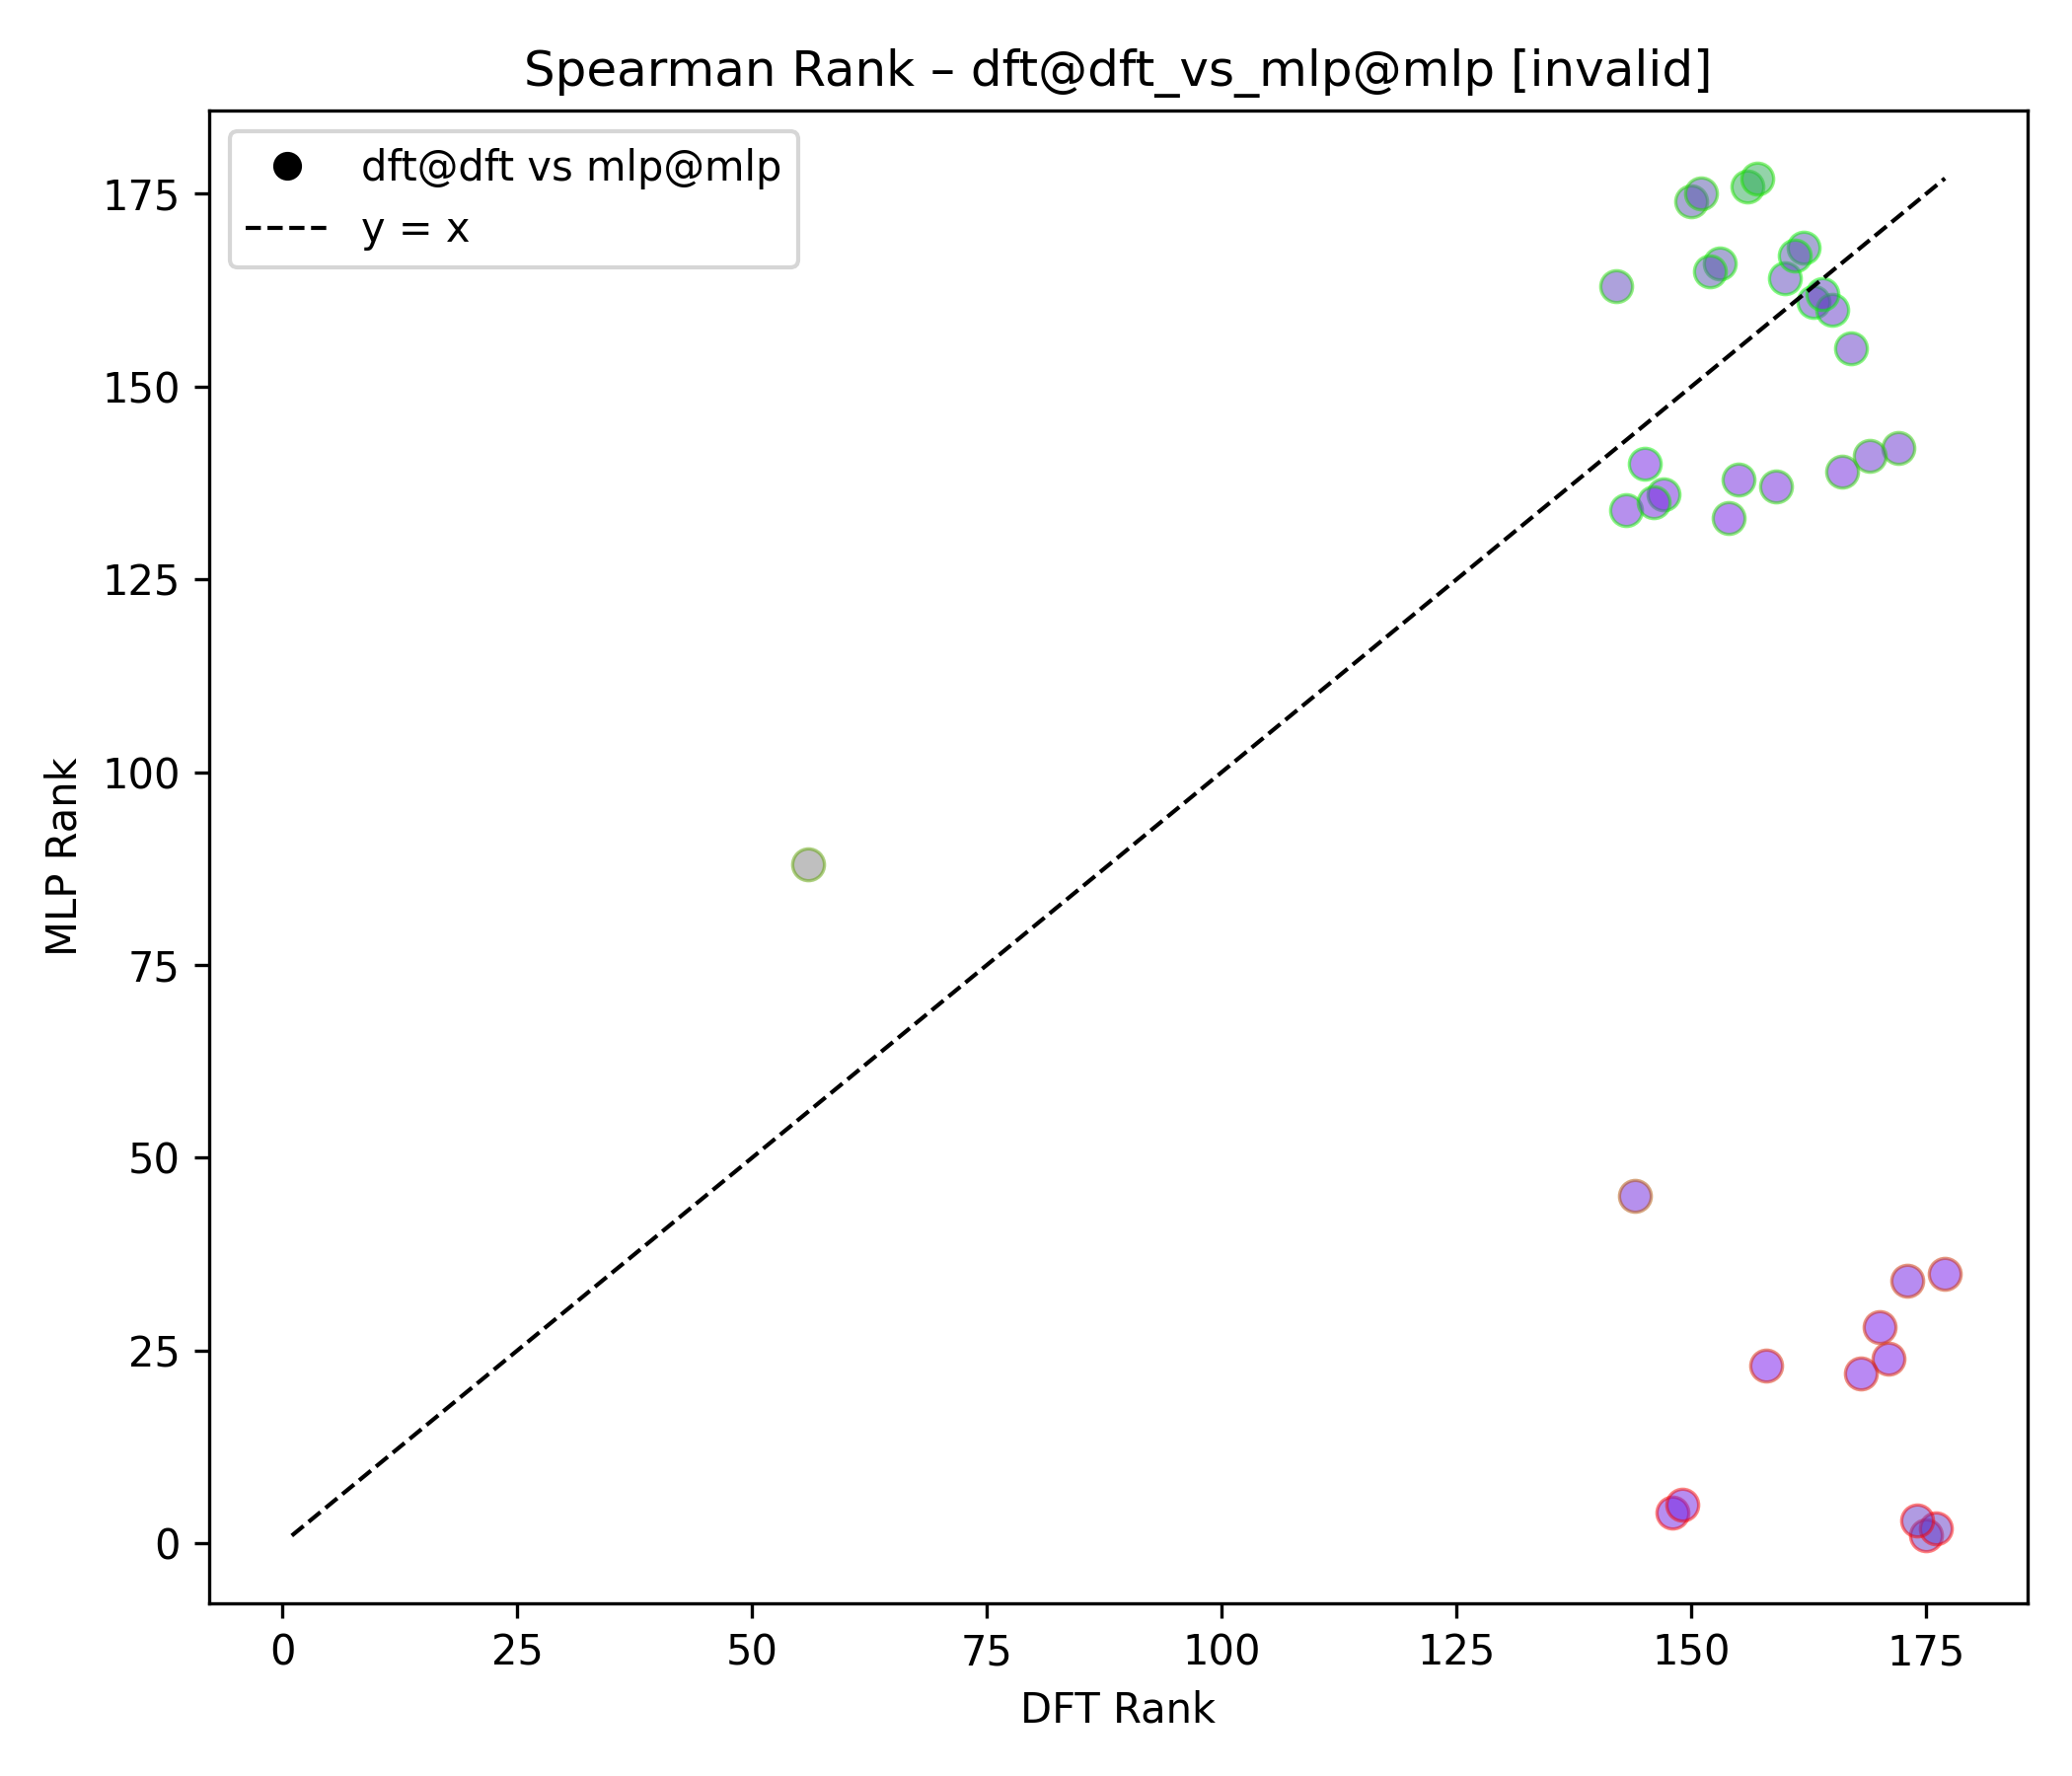 Spearman Rank – dft@dft_vs_mlp@mlp [invalid]
dft@dft vs mlp@mlp
y = x
175
150
125
100
75
50
25
0
MLP Rank
0 25 50 75 100 125 150 175
DFT Rank